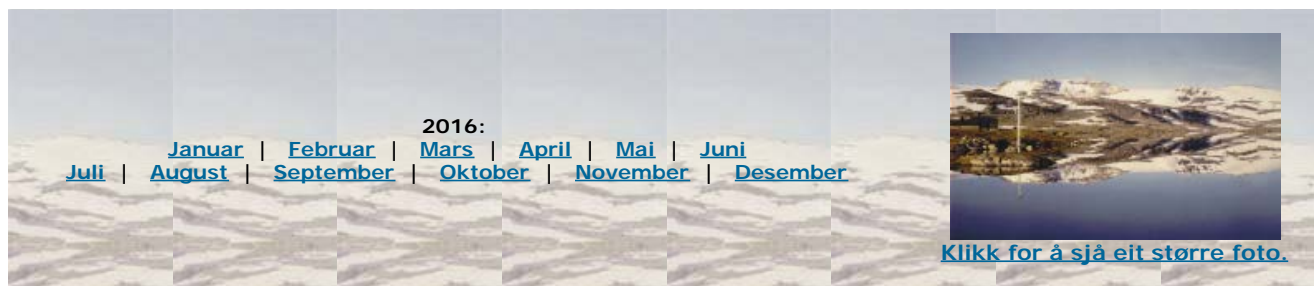 2016:
Januar | Februar | Mars | April | Mai | Juni
Juli | August | September | Oktober | November | Desember
Klikk for å sjå eit større foto.